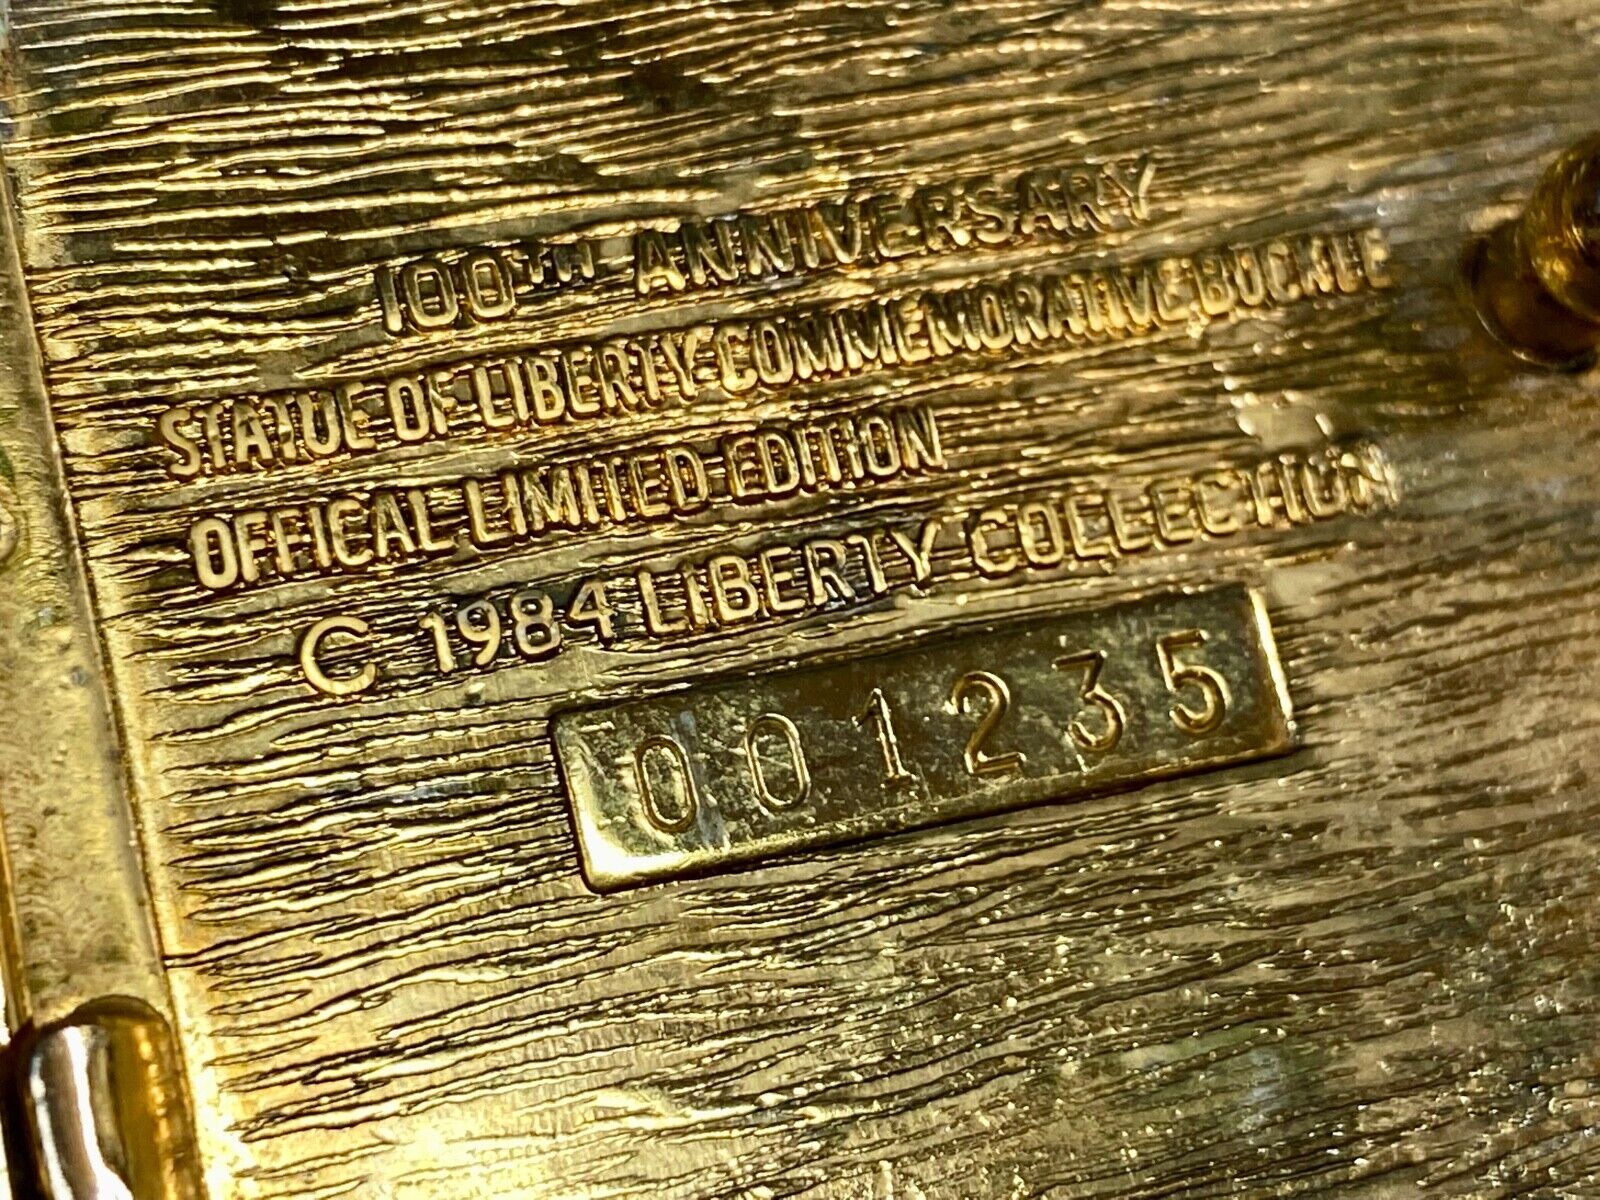 100TH ANNIVERSARY
STATUE OF LIBERTY COMMEMORATIVE BUCKLE
OFFICAL LIMITED EDITION
C 1984 LIBERTY COLLECTION
001235